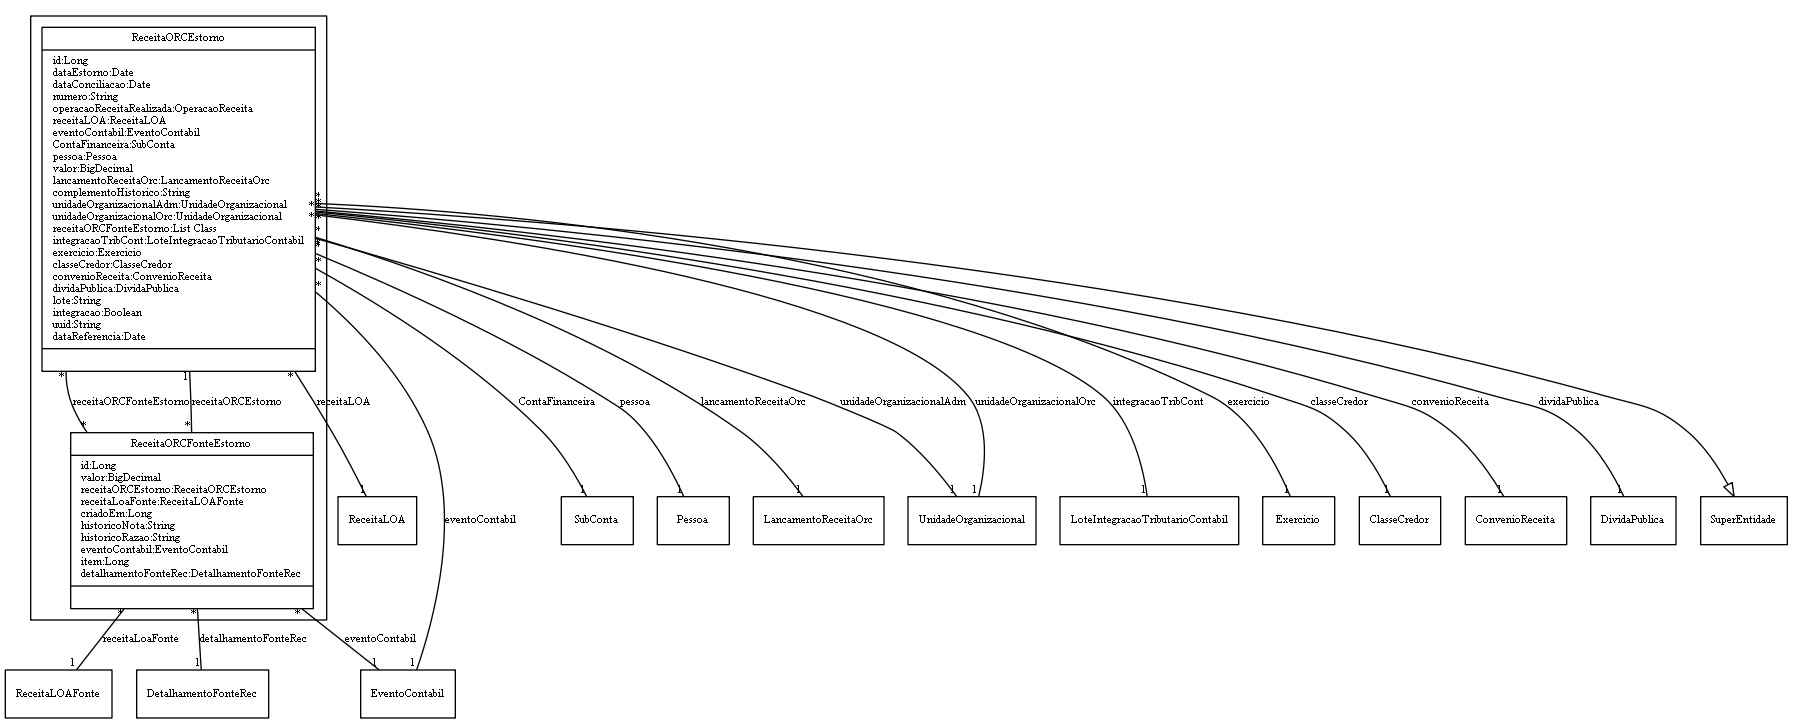 ReceitaORCEstorno
id:Long
dataEstorno:Date
dataConciliacao:Date
numero:String
operacaoReceitaRealizada:OperacaoReceita
receitaLOA:ReceitaLOA
eventoContabil:EventoContabil
ContaFinanceira:SubConta
pessoa:Pessoa
valor:BigDecimal
lancamentoReceitaOrc:LancamentoReceitaOrc
complementoHistorico:String
unidadeOrganizacionalAdm:UnidadeOrganizacional
unidadeOrganizacionalOrc:UnidadeOrganizacional
receitaORCFonteEstorno:List Class
integracaoTribCont:LoteIntegracaoTributarioContabil
exercicio:Exercicio
classeCredor:ClasseCredor
convenioReceita:ConvenioReceita
dividaPublica:DividaPublica
lote:String
integracao:Boolean
uuid:String
dataReferencia:Date
* 1 *
receitaORCFonteEstorno receitaORCEstorno receitaLOA ContaFinanceira pessoa lancamentoReceitaOrc unidadeOrganizacionalAdm unidadeOrganizacionalOrc integracaoTribCont exercicio classeCredor convenioReceita dividaPublica
* *
ReceitaORCFonteEstorno
id:Long
valor:BigDecimal
receitaORCEstorno:ReceitaORCEstorno
receitaLoaFonte:ReceitaLOAFonte
criadoEm:Long
historicoNota:String
historicoRazao:String
eventoContabil:EventoContabil
item:Long
detalhamentoFonteRec:DetalhamentoFonteRec
1 1 1 1 1 1 1 1 1 1 1
ReceitaLOA SubConta Pessoa LancamentoReceitaOrc UnidadeOrganizacional LoteIntegracaoTributarioContabil Exercicio ClasseCredor ConvenioReceita DividaPublica SuperEntidade
eventoContabil
* * *
receitaLoaFonte detalhamentoFonteRec eventoContabil
1 1 1 1
ReceitaLOAFonte DetalhamentoFonteRec EventoContabil